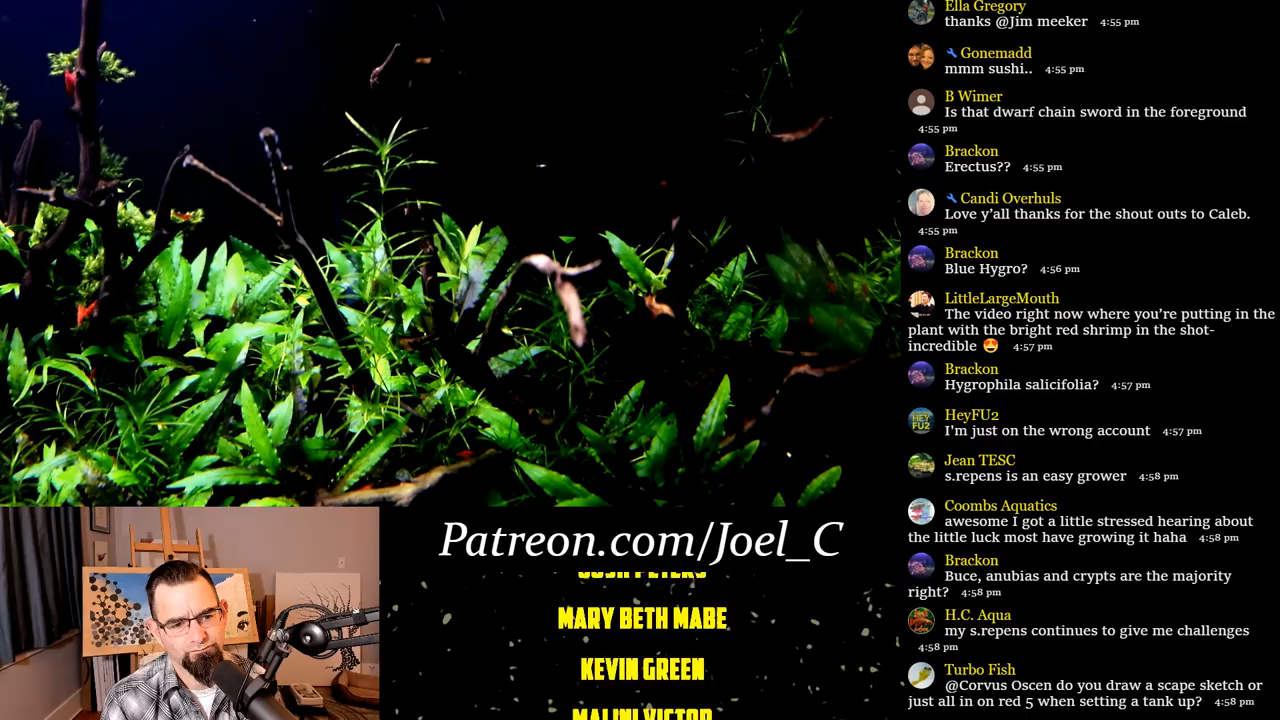 Ella Gregory
thanks @Jim meeker 4:55 pm
Gonemadd
mmm sushi.. 4:55 pm
B Wimer
Is that dwarf chain sword in the foreground
4:55 pm
Brackon
Erectus?? 4:55 pm
Candi Overhuls
Love y'all thanks for the shout outs to Caleb.
4:55 pm
Brackon
Blue Hygro? 4:56 pm
LittleLargeMouth
The video right now where you're putting in the
plant with the bright red shrimp in the shot-
incredible 😍 4:57 pm
Brackon
Hygrophila salicifolia? 4:57 pm
HEY
FU2
HeyFU2
I'm just on the wrong account 4:57 pm
Jean TESC
s.repens is an easy grower 4:58 pm
Coombs Aquatics
awesome I got a little stressed hearing about
the little luck most have growing it haha 4:58 pm
Brackon
Buce, anubias and crypts are the majority
right? 4:58 pm
H.C. Aqua
my s.repens continues to give me challenges
4:58 pm
Turbo Fish
@Corvus Oscen do you draw a scape sketch or
just all in on red 5 when setting a tank up? 4:58 pm
Patreon.com/Joel_C
MARY BETH MABE
KEVIN GREEN
MALINI VICTOR